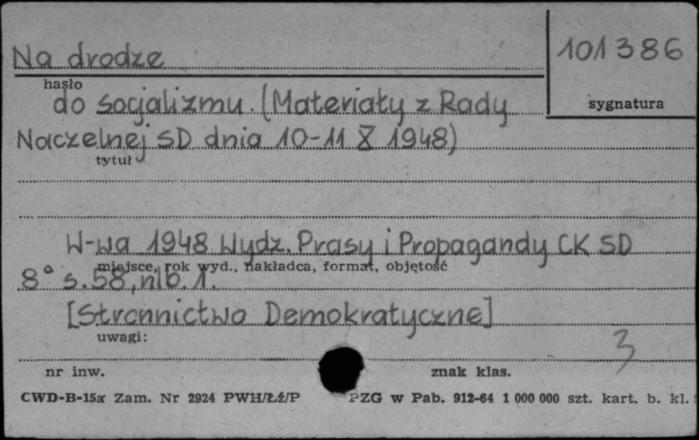 Na drodze
101386
hasło
do socjalizmu. (Materiały z Rady
sygnatura
Naczelnej SD dnia 10-11 X 1948)
tytuł
W-wa 1948 Wydz. Prasy i Propagandy CK SD
miejsce, rok wyd., nakładca, format, objętość
8° s. 58, nlb. 1.
[Stronnictwo Demokratyczne]
uwagi:
3
nr inw.
znak klas.
CWD-B-15a Zam. Nr 2924 PWH/Łź/P PZG w Pab. 912-64 1 000 000 szt. kart. b. kl.